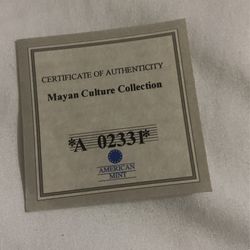 CERTIFICATE OF AUTHENTICITY
Mayan Culture Collection
*A 02331*
AMERICAN
MINT